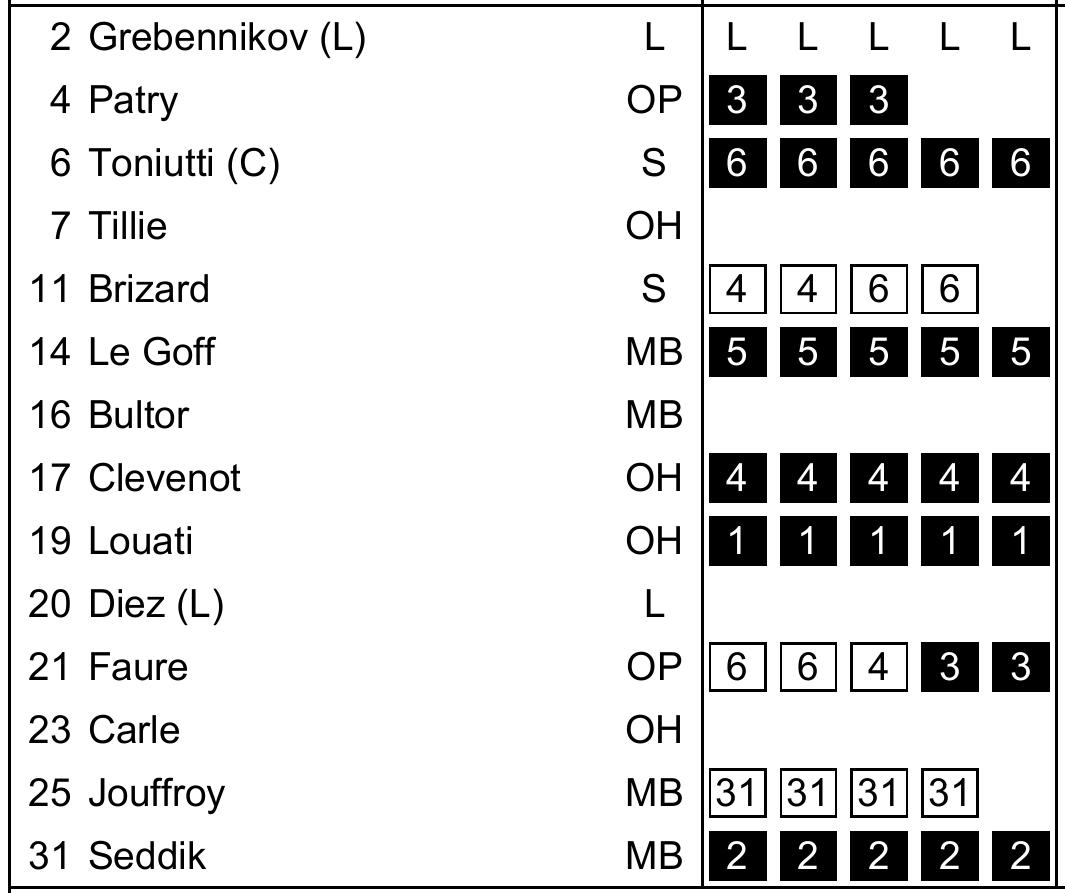 2 Grebennikov (L) L L L L L L
4 Patry OP 3 3 3
6 Toniutti (C) S 6 6 6 6 6
7 Tillie OH
11 Brizard S 4 4 6 6
14 Le Goff MB 5 5 5 5 5
16 Bultor MB
17 Clevenot OH 4 4 4 4 4
19 Louati OH 1 1 1 1 1
20 Diez (L) L
21 Faure OP 6 6 4 3 3
23 Carle OH
25 Jouffroy MB 31 31 31 31
31 Seddik MB 2 2 2 2 2